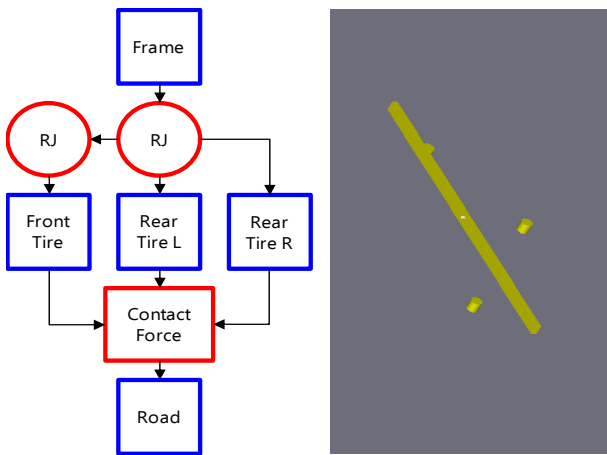 Frame
RJ
RJ
Front
Tire
Rear
Tire L
Rear
Tire R
Contact
Force
Road